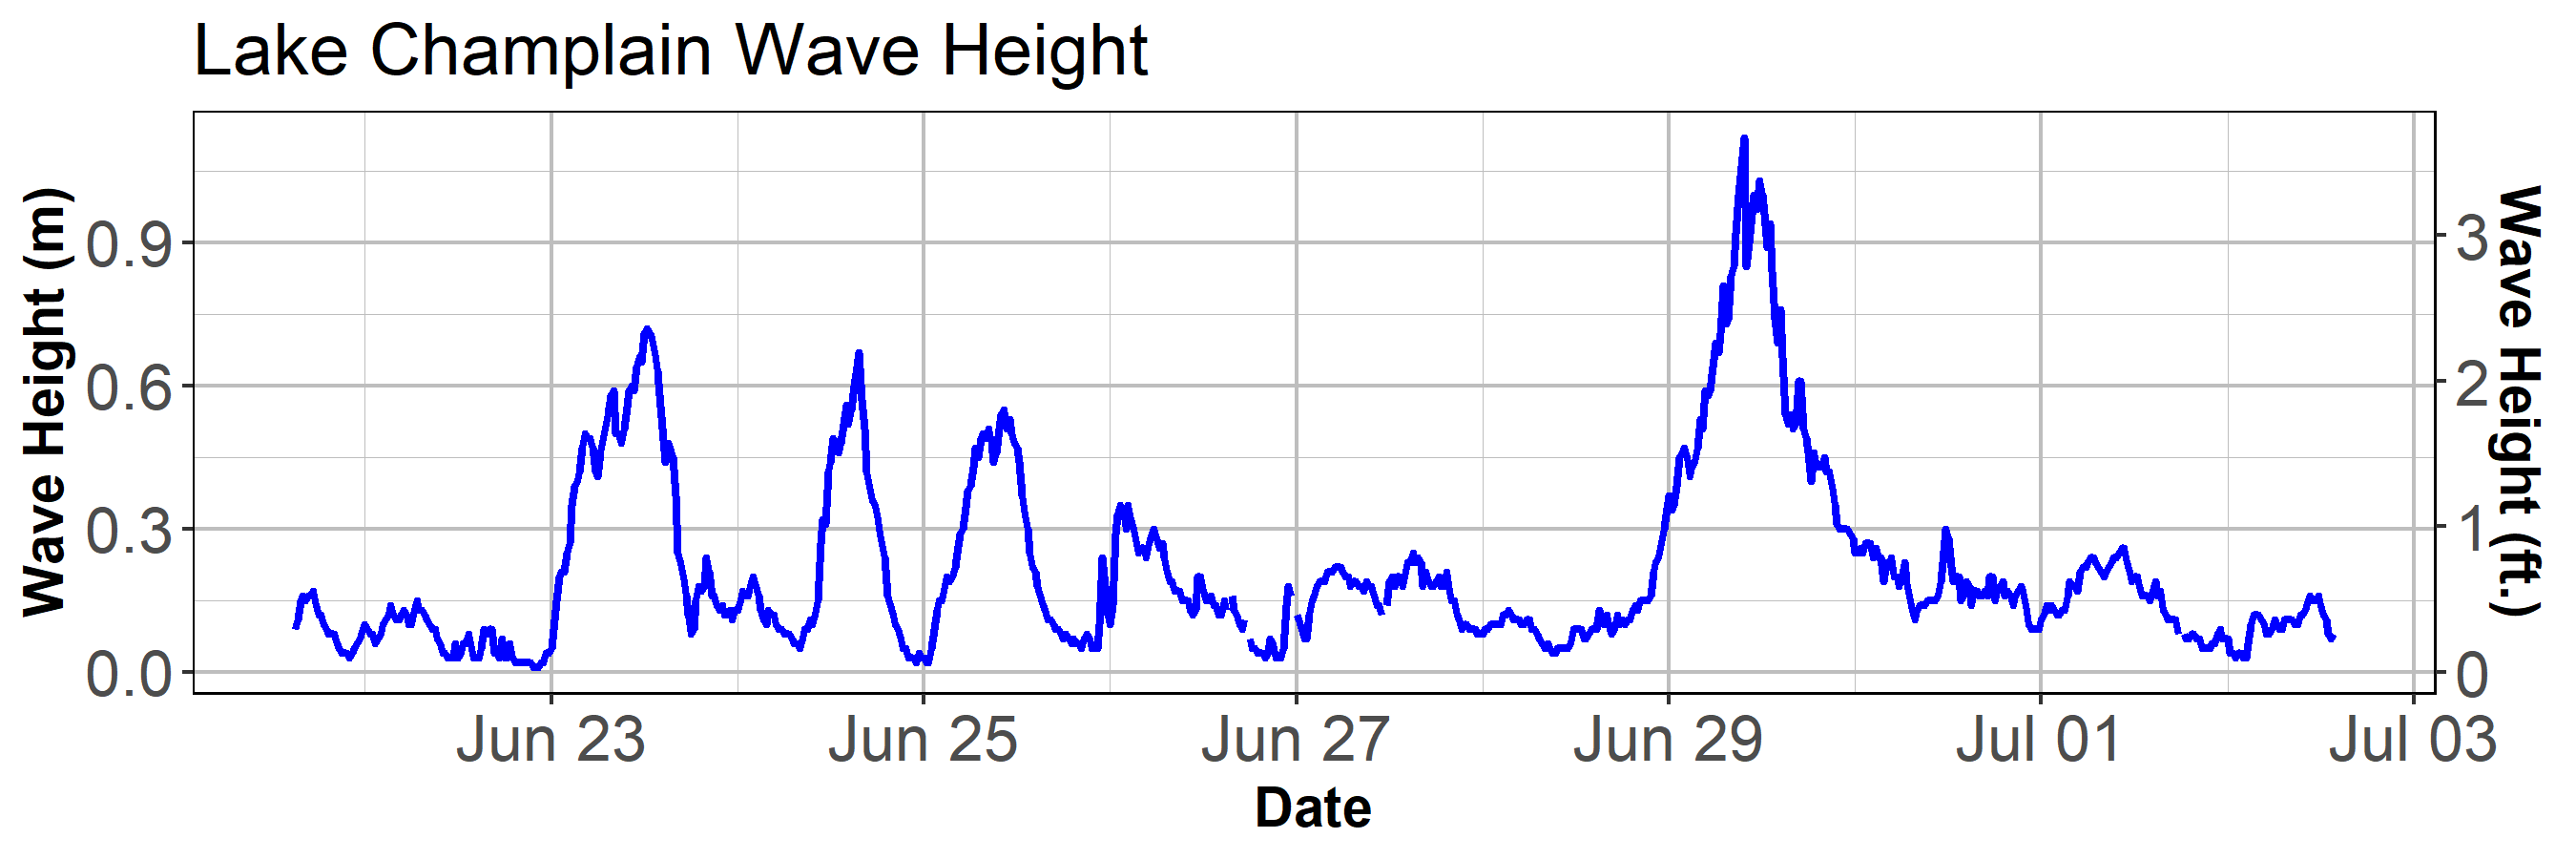 Lake Champlain Wave Height
Wave Height (m)
0.9
0.6
0.3
0.0
3
2
1
0
Wave Height (ft.)
Jun 23
Jun 25
Jun 27
Jun 29
Jul 01
Jul 03
Date